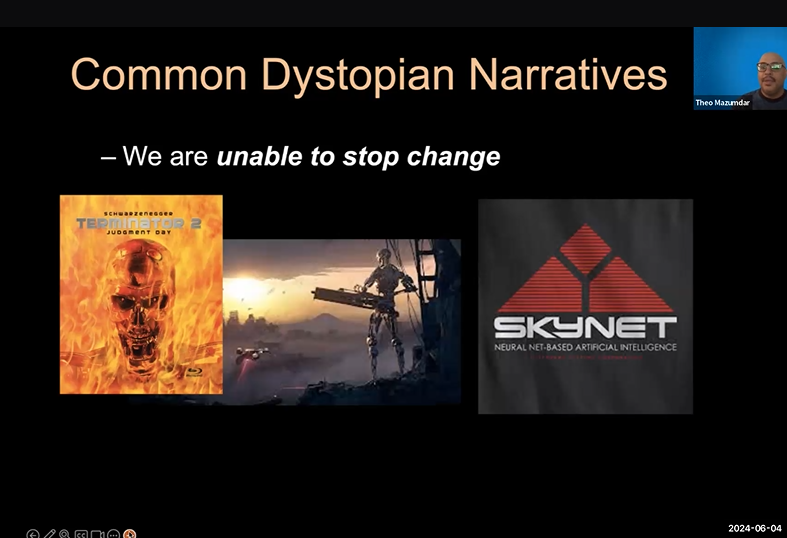 Common Dystopian Narratives
Theo Mazumdar
– We are unable to stop change
SCHWARZENEGGER
TERMINATOR 2
JUDGMENT DAY
SKYNET
NEURAL NET-BASED ARTIFICIAL INTELLIGENCE
2024-06-04